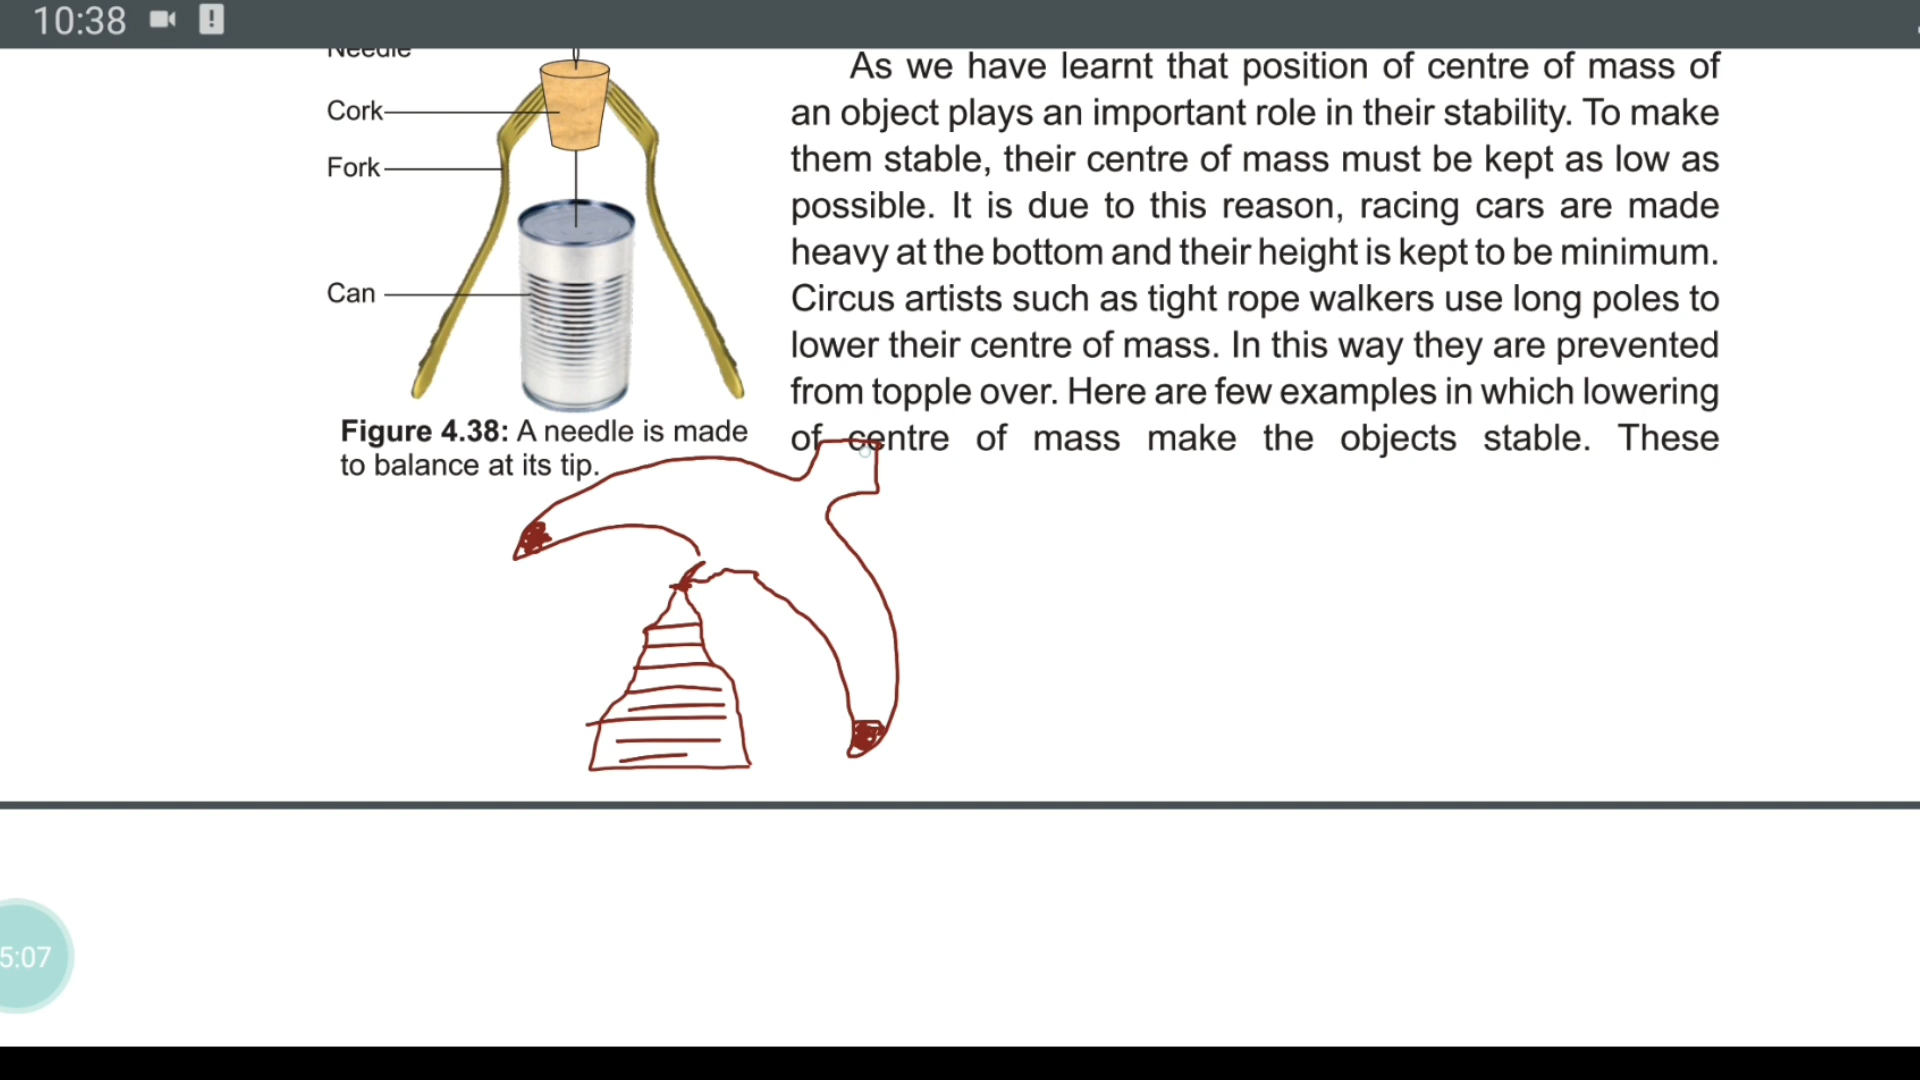 10:38
Needle
Cork
Fork
Can
Figure 4.38: A needle is made
to balance at its tip.
As we have learnt that position of centre of mass of
an object plays an important role in their stability. To make
them stable, their centre of mass must be kept as low as
possible. It is due to this reason, racing cars are made
heavy at the bottom and their height is kept to be minimum.
Circus artists such as tight rope walkers use long poles to
lower their centre of mass. In this way they are prevented
from topple over. Here are few examples in which lowering
of centre of mass make the objects stable. These
5:07